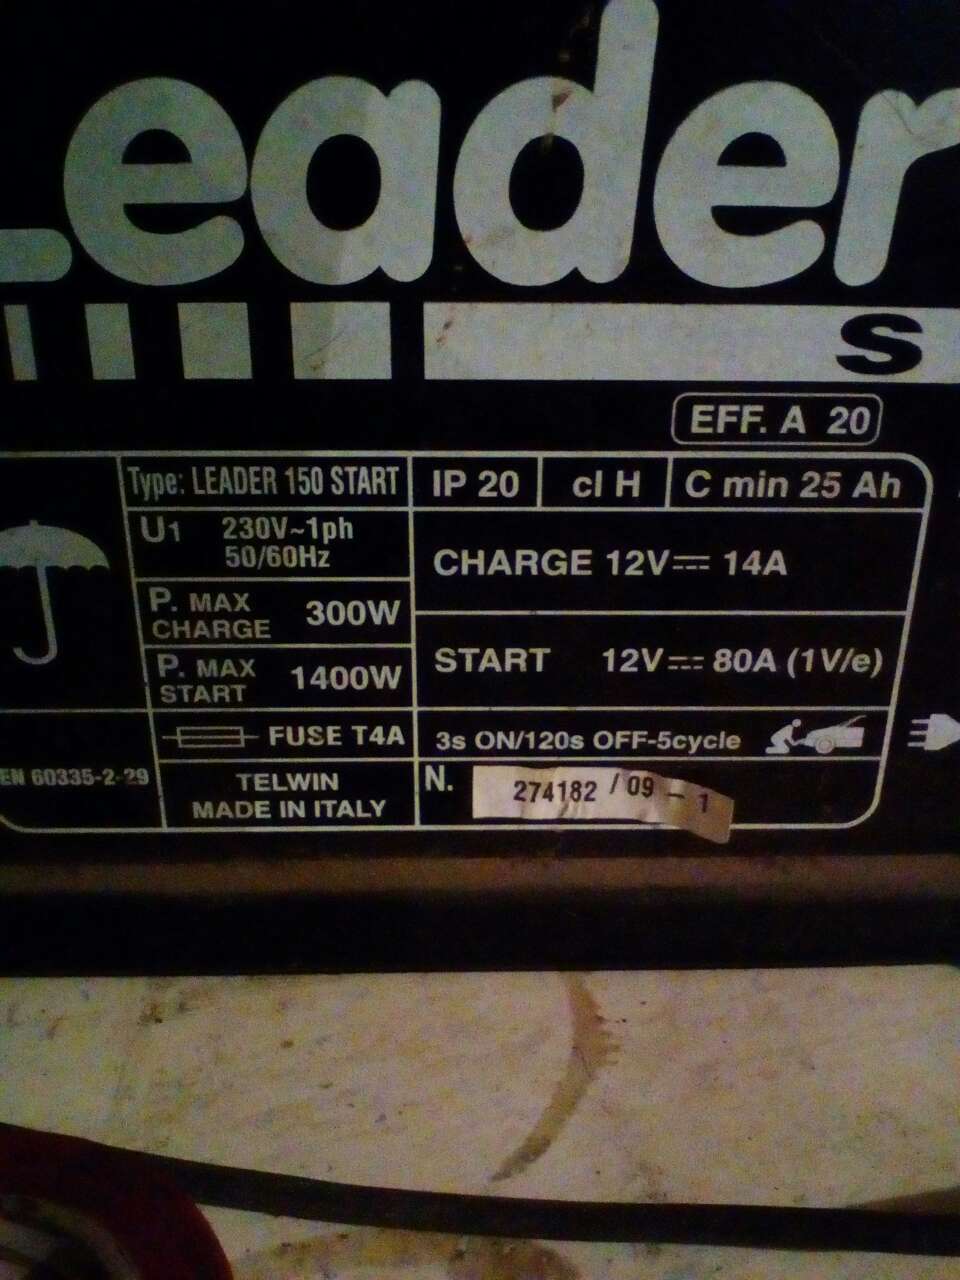 Leader
S
EFF. A 20
Type: LEADER 150 START
IP 20
cl H
C min 25 Ah
U1 230V~1ph
50/60Hz
CHARGE 12V⎓ 14A
P. MAX
CHARGE 300W
P. MAX
START 1400W
START 12V⎓ 80A (1V/e)
FUSE T4A
3s ON/120s OFF-5cycle
EN 60335-2-29
TELWIN
MADE IN ITALY
N. 274182 / 09 - 1